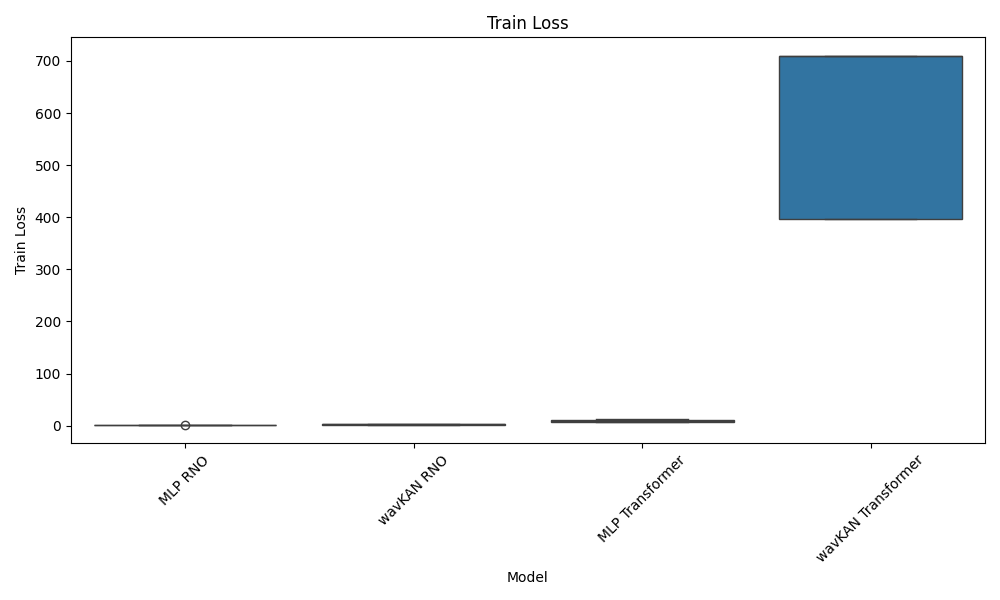 Train Loss
Train Loss
700
600
500
400
300
200
100
0
MLP RNO
wavKAN RNO
MLP Transformer
wavKAN Transformer
Model